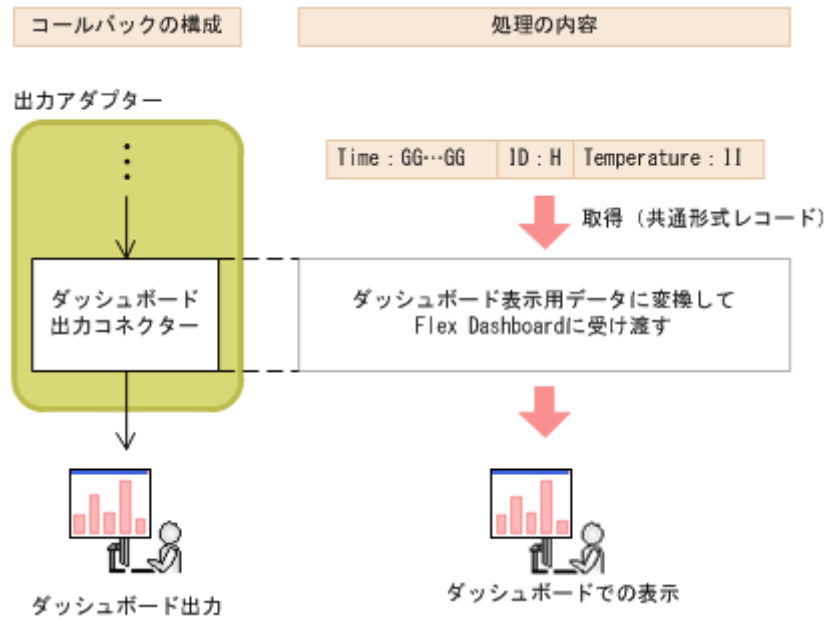 コールバックの構成
処理の内容
出力アダプター
Time:GG…GG ID:H Temperature:II
取得（共通形式レコード）
ダッシュボード
出力コネクター
ダッシュボード表示用データに変換して
Flex Dashboardに受け渡す
ダッシュボード出力
ダッシュボードでの表示